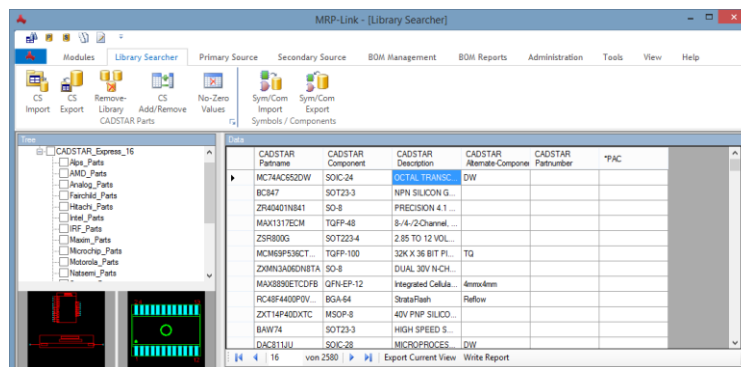 MRP-Link - [Library Searcher]
Modules Library Searcher Primary Source Secondary Source BOM Management BOM Reports Administration Tools View Help
CS Import CS Export Remove-Library CS Add/Remove No-Zero Values Sym/Com Import Sym/Com Export
CADSTAR Parts Symbols / Components
Tree
CADSTAR_Express_16
Alps_Parts
AMD_Parts
Analog_Parts
Fairchild_Parts
Hitachi_Parts
Intel_Parts
IRF_Parts
Maxim_Parts
Microchip_Parts
Motorola_Parts
Natsemi_Parts
Data
CADSTAR Partname CADSTAR Component CADSTAR Description CADSTAR Alternate-Componer CADSTAR Partnumber *PAC
MC74AC652DW SOIC-24 OCTAL TRANSC... DW
BC847 SOT23-3 NPN SILICON G...
ZR40401N841 SO-8 PRECISION 4.1 ...
MAX1317ECM TQFP-48 8-/4-/2-Channel, ...
ZSR800G SOT223-4 2.85 TO 12 VOL...
MCM69P536CT... TQFP-100 32K X 36 BIT PI... TQ
ZXMN3A06DN8TA SO-8 DUAL 30V N-CH...
MAX8890ETCDFB QFN-EP-12 Integrated Cellula... 4mmx4mm
RC48F4400P0V... BGA-64 StrataFlash Reflow
ZXT14P40DXTC MSOP-8 40V PNP SILICO...
BAW74 SOT23-3 HIGH SPEED S...
DAC811JU SOIC-28 MICROPROCES... DW
16 von 2580 Export Current View Write Report